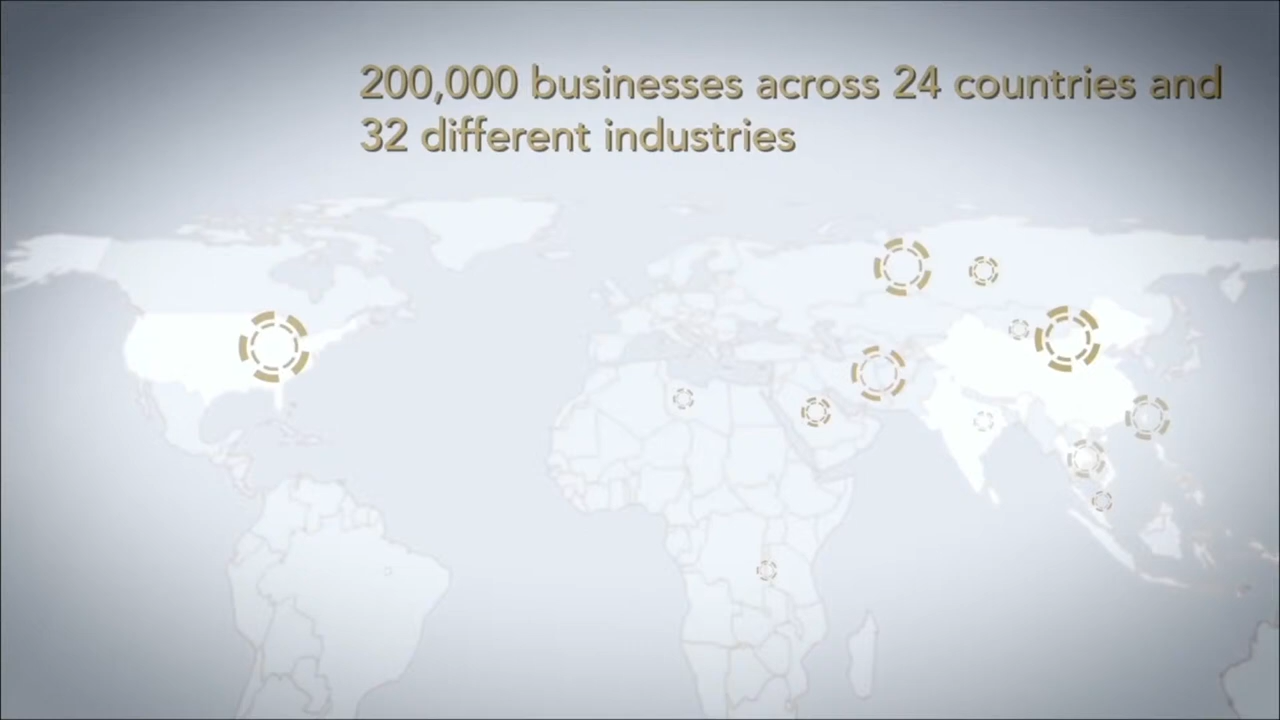 200,000 businesses across 24 countries and
32 different industries